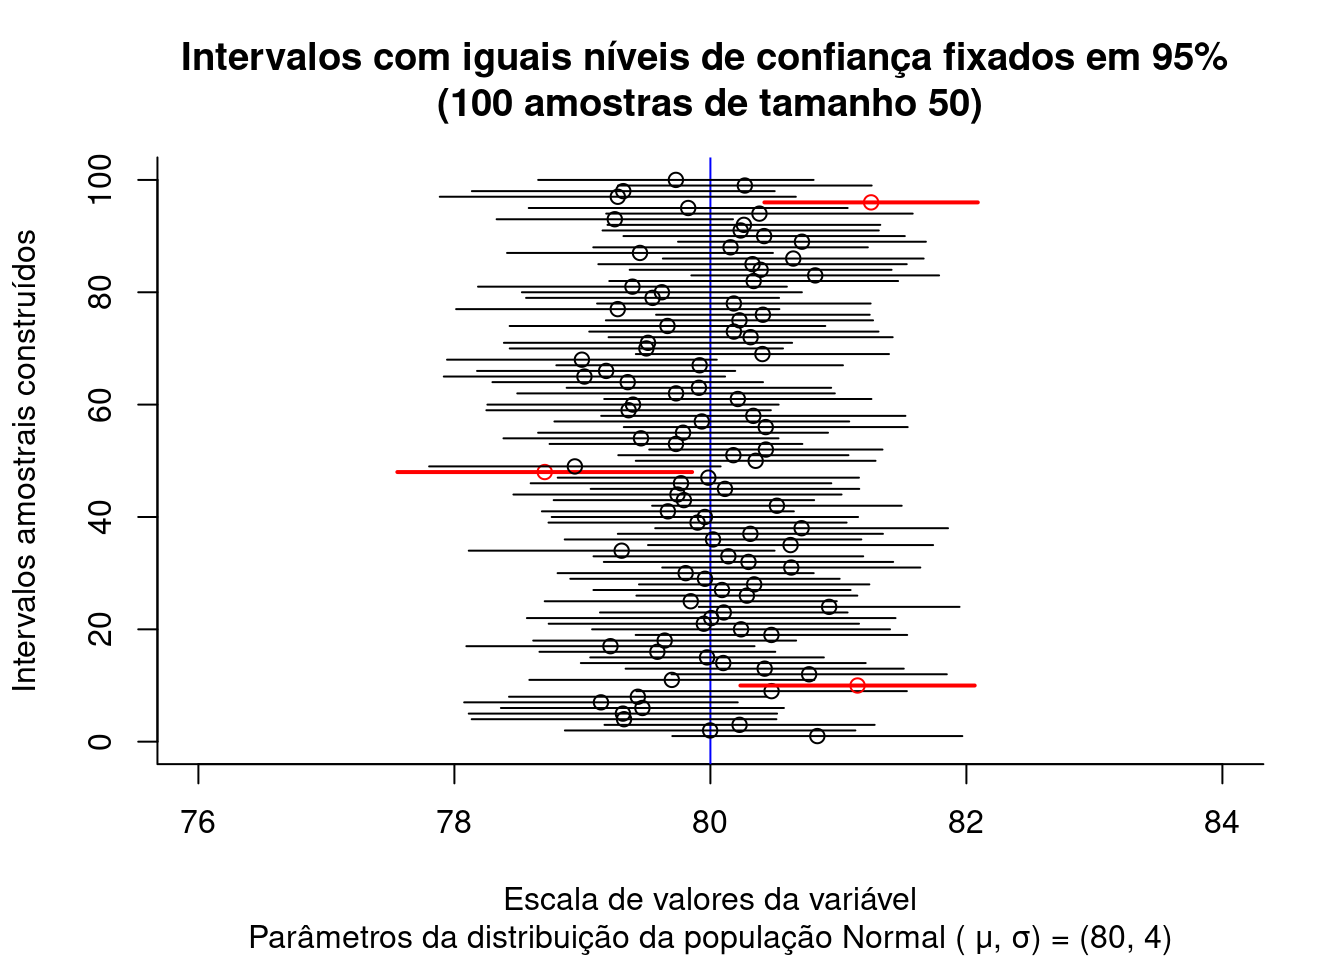 Intervalos com iguais níveis de confiança fixados em 95%
(100 amostras de tamanho 50)
Intervalos amostrais construídos
100
80
60
40
20
0
76 78 80 82 84
Escala de valores da variável
Parâmetros da distribuição da população Normal ( μ, σ) = (80, 4)